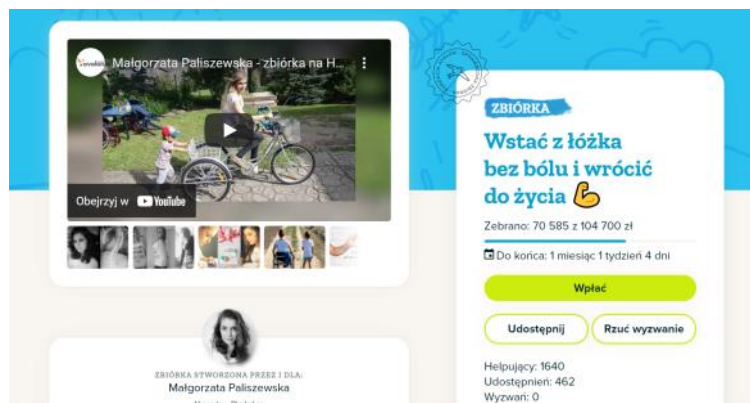 Małgorzata Paliszewska - zbiórka na H...
Obejrzyj w YouTube
ZBIÓRKA STWORZONA PRZEZ I DLA:
Małgorzata Paliszewska
ZBIÓRKA
Wstać z łóżka
bez bólu i wrócić
do życia 💪
Zebrano: 70 585 z 104 700 zł
Do końca: 1 miesiąc 1 tydzień 4 dni
Wpłać
Udostępnij
Rzuć wyzwanie
Helpujący: 1640
Udostępnień: 462
Wyzwań: 0